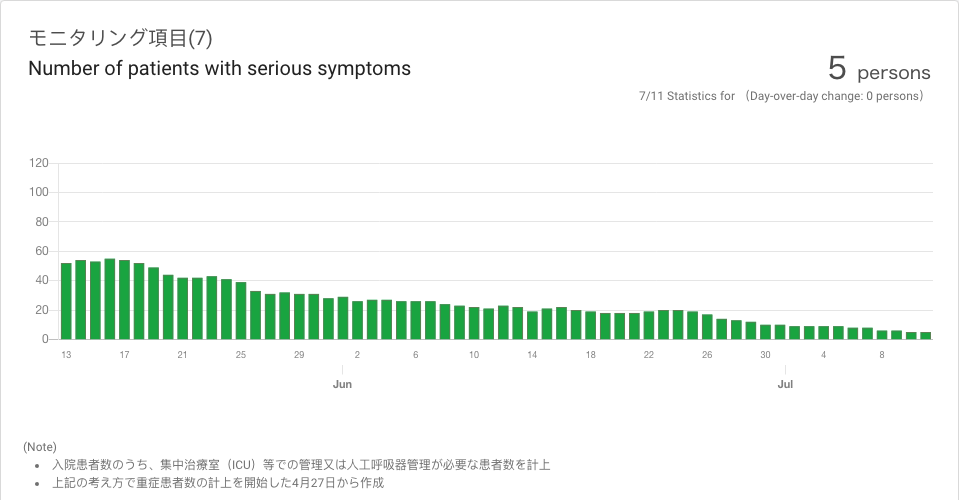 モニタリング項目(7)
Number of patients with serious symptoms
5 persons
7/11 Statistics for （Day-over-day change: 0 persons）
120
100
80
60
40
20
0
13 17 21 25 29 2 6 10 14 18 22 26 30 4 8
Jun Jul
(Note)
• 入院患者数のうち、集中治療室（ICU）等での管理又は人工呼吸器管理が必要な患者数を計上
• 上記の考え方で重症患者数の計上を開始した4月27日から作成